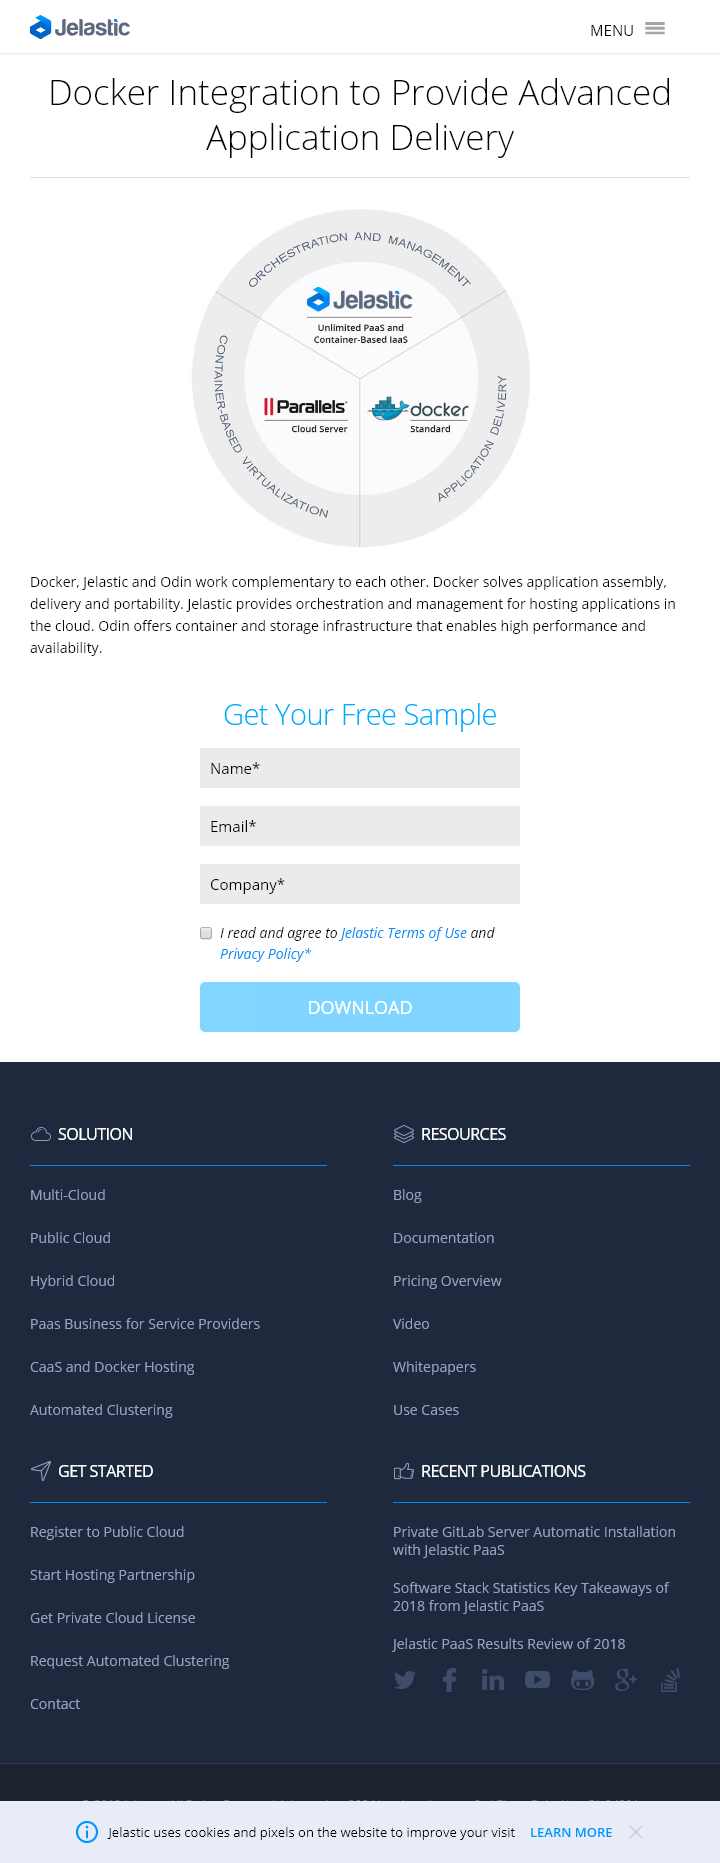 Jelastic
MENU
Docker Integration to Provide Advanced
Application Delivery
ORCHESTRATION AND MANAGEMENT
Jelastic
Unlimited PaaS and
Container-Based IaaS
CONTAINER-BASED VIRTUALIZATION
Parallels
Cloud Server
docker
Standard
APPLICATION DELIVERY
Docker, Jelastic and Odin work complementary to each other. Docker solves application assembly,
delivery and portability. Jelastic provides orchestration and management for hosting applications in
the cloud. Odin offers container and storage infrastructure that enables high performance and
availability.
Get Your Free Sample
Name*
Email*
Company*
I read and agree to Jelastic Terms of Use and
Privacy Policy*
DOWNLOAD
SOLUTION
Multi-Cloud
Public Cloud
Hybrid Cloud
Paas Business for Service Providers
CaaS and Docker Hosting
Automated Clustering
RESOURCES
Blog
Documentation
Pricing Overview
Video
Whitepapers
Use Cases
GET STARTED
Register to Public Cloud
Start Hosting Partnership
Get Private Cloud License
Request Automated Clustering
Contact
RECENT PUBLICATIONS
Private GitLab Server Automatic Installation
with Jelastic PaaS
Software Stack Statistics Key Takeaways of
2018 from Jelastic PaaS
Jelastic PaaS Results Review of 2018
Jelastic uses cookies and pixels on the website to improve your visit LEARN MORE